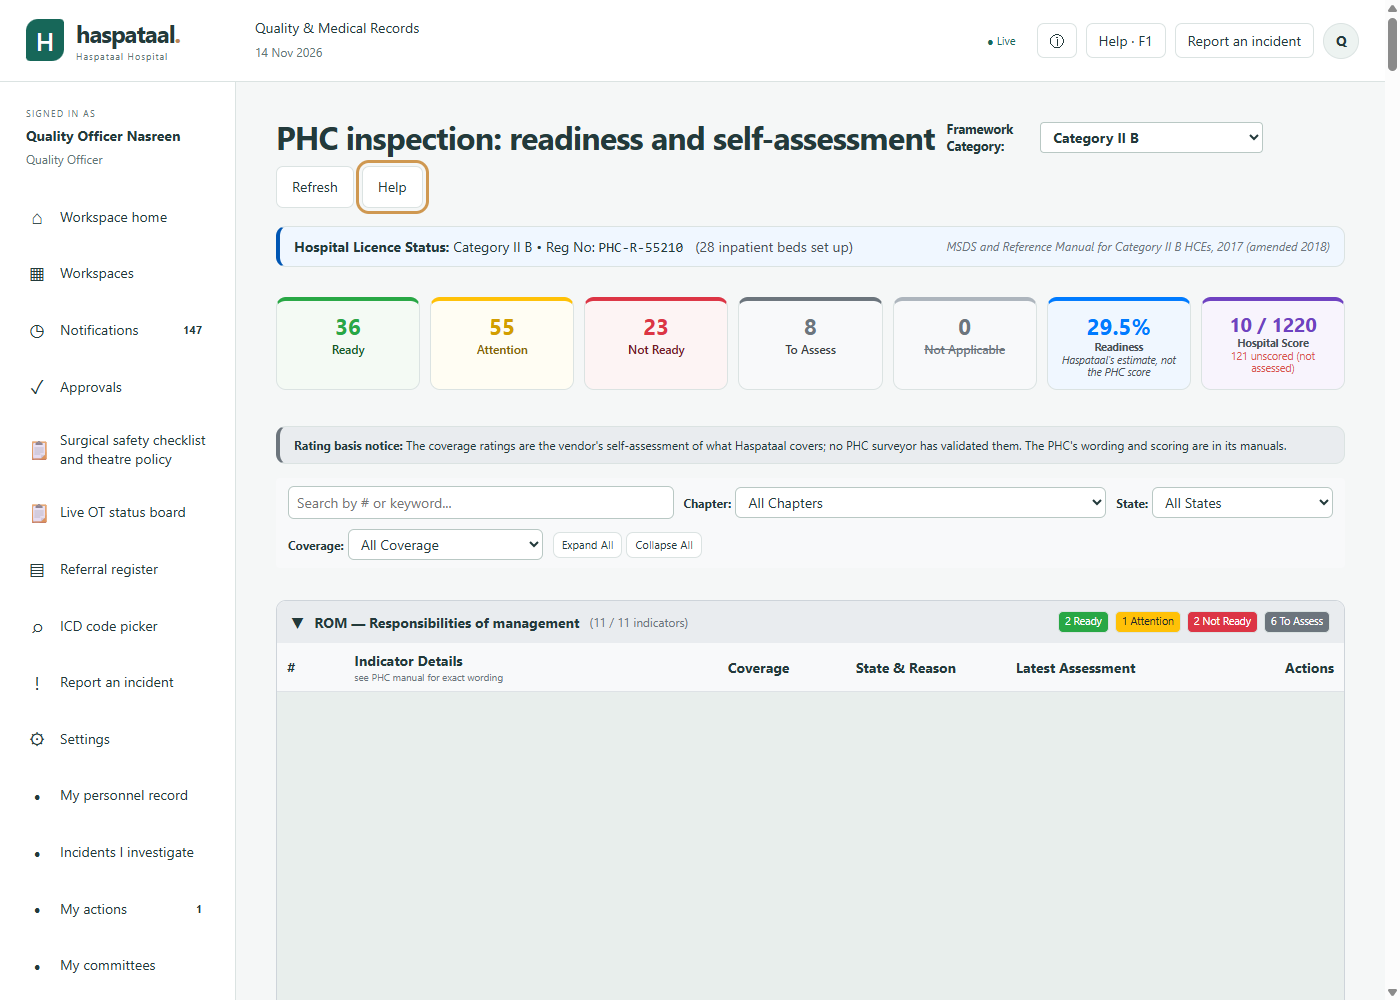 H
haspataal.
Haspataal Hospital
Quality & Medical Records
14 Nov 2026
● Live
Help · F1
Report an incident
Q
SIGNED IN AS
Quality Officer Nasreen
Quality Officer
Workspace home
Workspaces
Notifications 147
Approvals
Surgical safety checklist
and theatre policy
Live OT status board
Referral register
ICD code picker
! Report an incident
Settings
• My personnel record
• Incidents I investigate
• My actions 1
• My committees
PHC inspection: readiness and self-assessment
Framework
Category:
Category II B
Refresh
Help
Hospital Licence Status: Category II B • Reg No: PHC-R-55210 (28 inpatient beds set up)
MSDS and Reference Manual for Category II B HCEs, 2017 (amended 2018)
36
Ready
55
Attention
23
Not Ready
8
To Assess
0
Not Applicable
29.5%
Readiness
Haspataal's estimate, not
the PHC score
10 / 1220
Hospital Score
121 unscored (not
assessed)
Rating basis notice: The coverage ratings are the vendor's self-assessment of what Haspataal covers; no PHC surveyor has validated them. The PHC's wording and scoring are in its manuals.
Search by # or keyword...
Chapter: All Chapters
State: All States
Coverage: All Coverage
Expand All
Collapse All
▼ ROM — Responsibilities of management (11 / 11 indicators)
2 Ready
1 Attention
2 Not Ready
6 To Assess
#
Indicator Details
see PHC manual for exact wording
Coverage
State & Reason
Latest Assessment
Actions